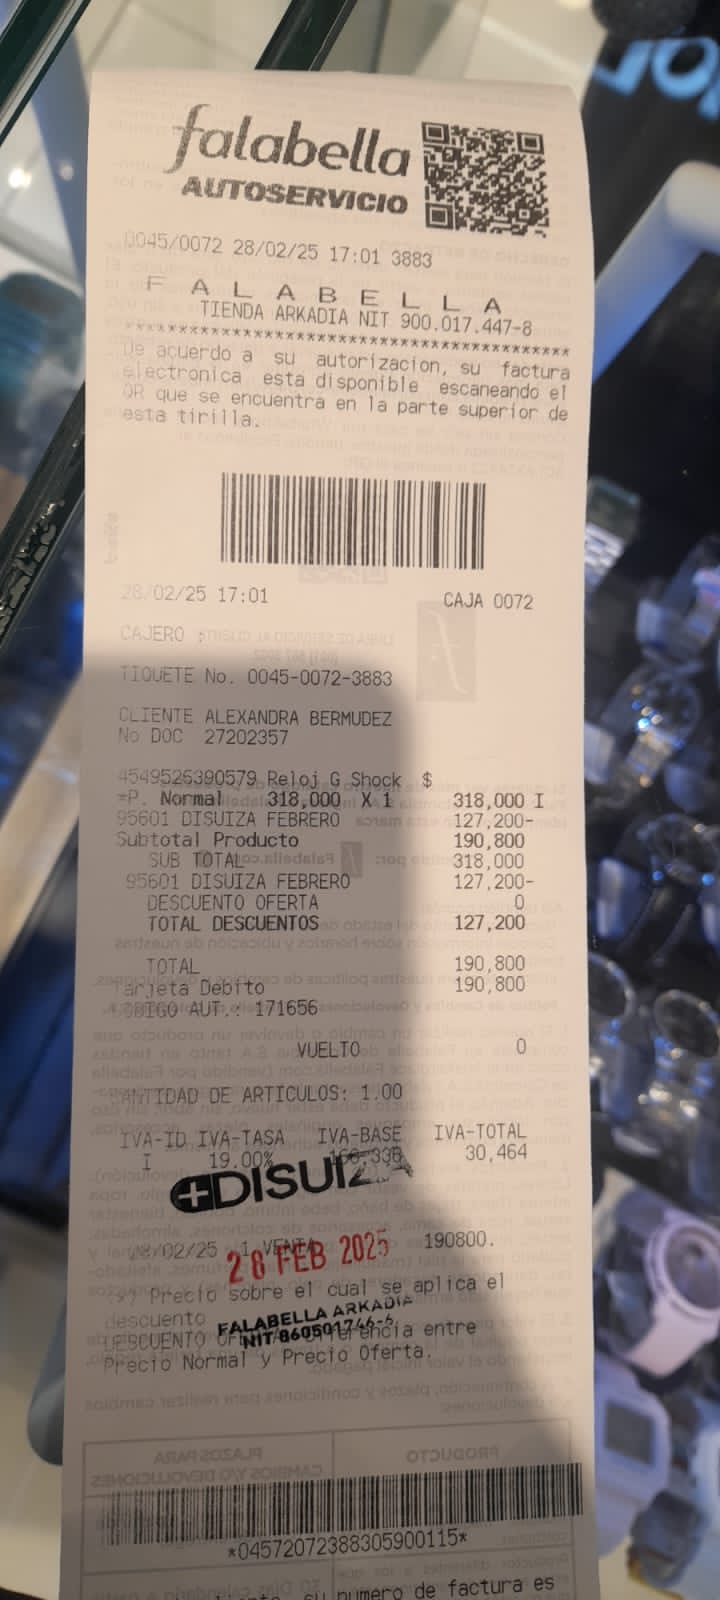 falabella
AUTOSERVICIO
0045/0072 28/02/25 17:01 3883
F A L A B E L L A
TIENDA ARKADIA NIT 900.017.447-8
******************************************
De acuerdo a su autorizacion, su factura
electronica esta disponible escaneando el
QR que se encuentra en la parte superior de
esta tirilla.
28/02/25 17:01 CAJA 0072
CAJERO :
TIQUETE No. 0045-0072-3883
CLIENTE ALEXANDRA BERMUDEZ
No DOC 27202357
4549526390579 Reloj G Shock $
=P. Normal 318,000 X 1 318,000 I
95601 DISUIZA FEBRERO 127,200-
Subtotal Producto 190,800
SUB TOTAL 318,000
95601 DISUIZA FEBRERO 127,200-
DESCUENTO OFERTA 0
TOTAL DESCUENTOS 127,200
TOTAL 190,800
Tarjeta Debito 190,800
CODIGO AUT.: 171656
VUELTO 0
CANTIDAD DE ARTICULOS: 1.00
IVA-ID IVA-TASA IVA-BASE IVA-TOTAL
I 19.00% 30,464
DISUIZA
28/02/25 1 VENTA 190800.
28 FEB 2025
(*) Precio sobre el cual se aplica el
descuento
FALABELLA ARKADIA
NIT 860501746-6
DESCUENTO OFERTA: Diferencia entre
Precio Normal y Precio Oferta.
*04572072388305900115*
su numero de factura es